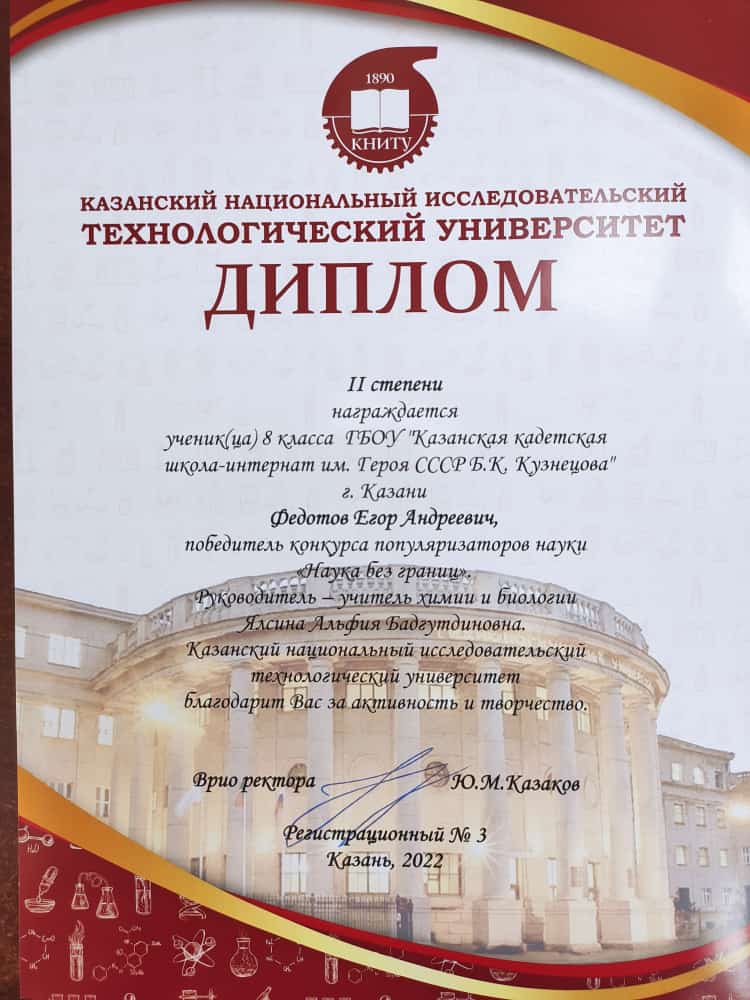 1890
КНИТУ
КАЗАНСКИЙ НАЦИОНАЛЬНЫЙ ИССЛЕДОВАТЕЛЬСКИЙ
ТЕХНОЛОГИЧЕСКИЙ УНИВЕРСИТЕТ
ДИПЛОМ
II степени
награждается
ученик(ца) 8 класса ГБОУ "Казанская кадетская
школа-интернат им. Героя СССР Б.К. Кузнецова"
г. Казани
Федотов Егор Андреевич,
победитель конкурса популяризаторов науки
«Наука без границ».
Руководитель – учитель химии и биологии
Ялсина Альфия Бадгутдиновна.
Казанский национальный исследовательский
технологический университет
благодарит Вас за активность и творчество.
Врио ректора Ю.М.Казаков
Регистрационный № 3
Казань, 2022
H₂O